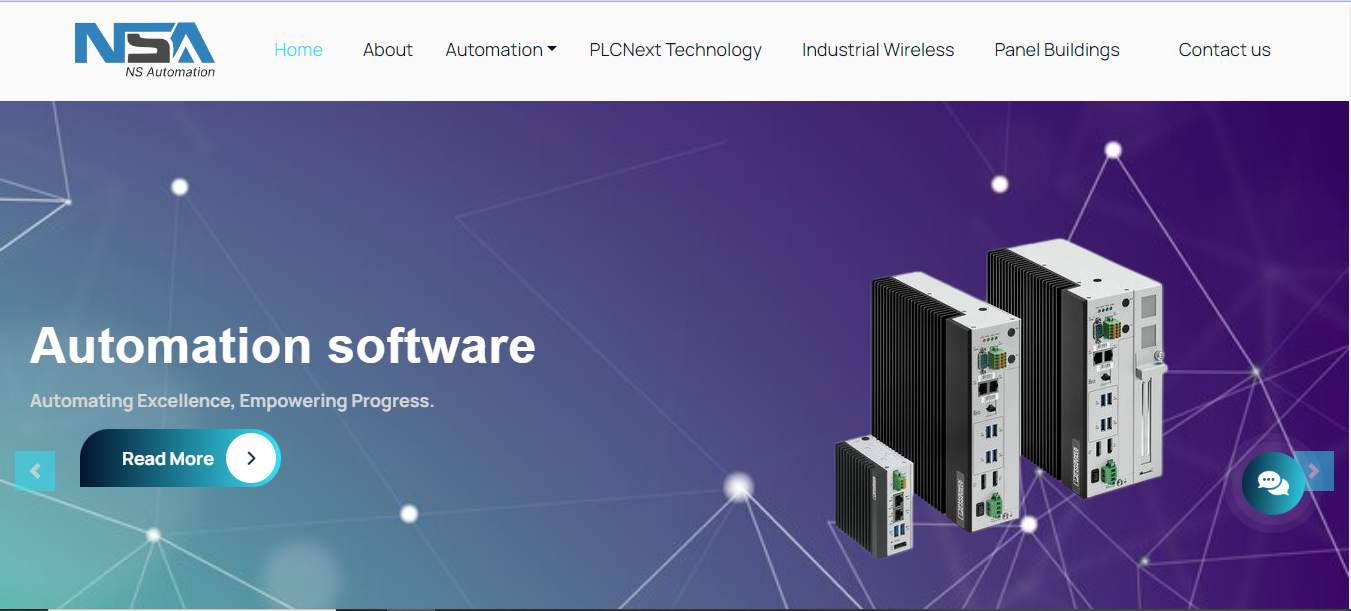 NSA
NS Automation
Home
About
Automation
PLCNext Technology
Industrial Wireless
Panel Buildings
Contact us
Automation software
Automating Excellence, Empowering Progress.
Read More